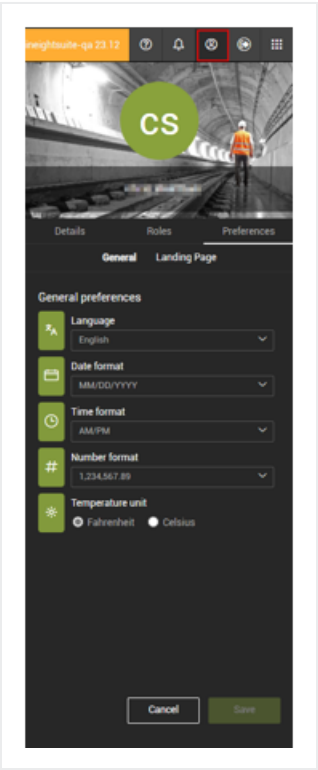 neightsuite-qa 23.12
CS
Details Roles Preferences
General Landing Page
General preferences
Language
English
Date format
MM/DD/YYYY
Time format
AM/PM
Number format
1,234,567.89
Temperature unit
Fahrenheit Celsius
Cancel Save